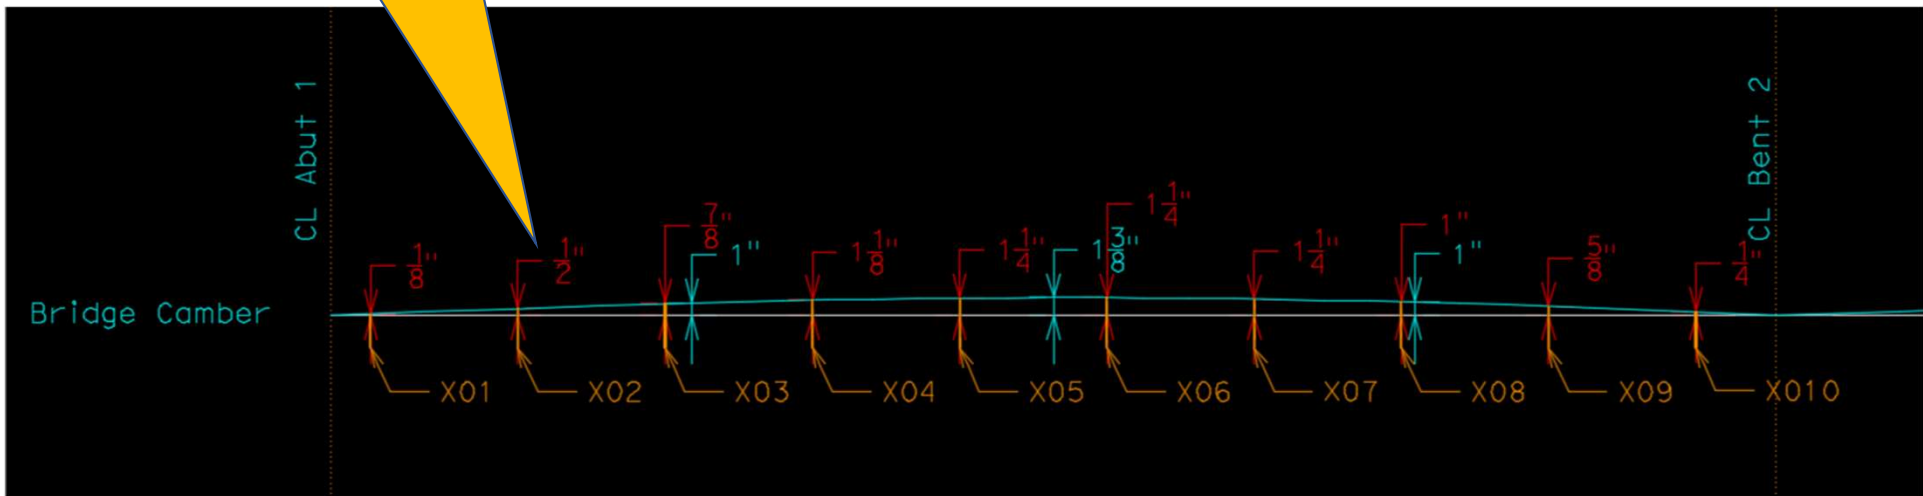 CL Abut 1
CL Bent 2
1 1/4"
7/8"
1"
1/8"
1/2"
1"
1 1/8"
1 1/4"
1 3/8"
1 1/4"
1"
5/8"
1/4"
Bridge Camber
X01
X02
X03
X04
X05
X06
X07
X08
X09
X010